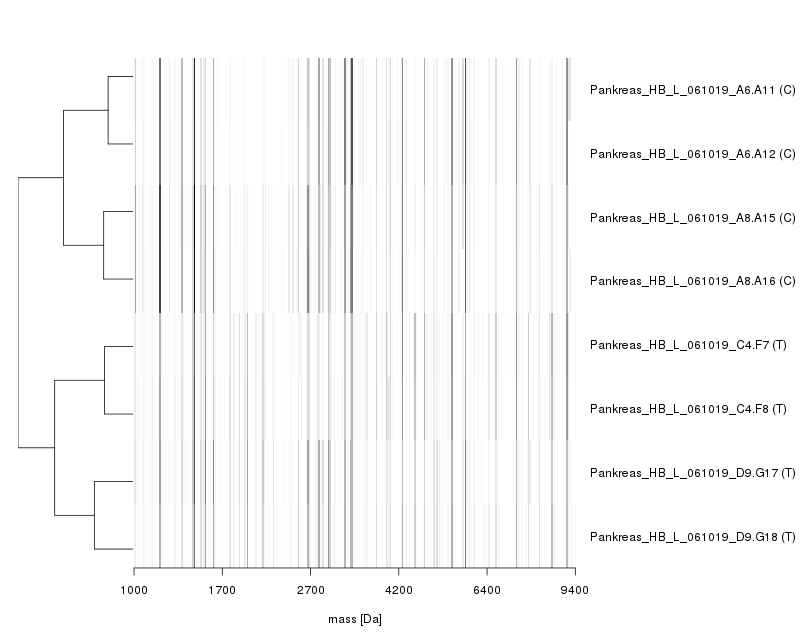 Pankreas_HB_L_061019_A6.A11 (C)
Pankreas_HB_L_061019_A6.A12 (C)
Pankreas_HB_L_061019_A8.A15 (C)
Pankreas_HB_L_061019_A8.A16 (C)
Pankreas_HB_L_061019_C4.F7 (T)
Pankreas_HB_L_061019_C4.F8 (T)
Pankreas_HB_L_061019_D9.G17 (T)
Pankreas_HB_L_061019_D9.G18 (T)
1000 1700 2700 4200 6400 9400
mass [Da]